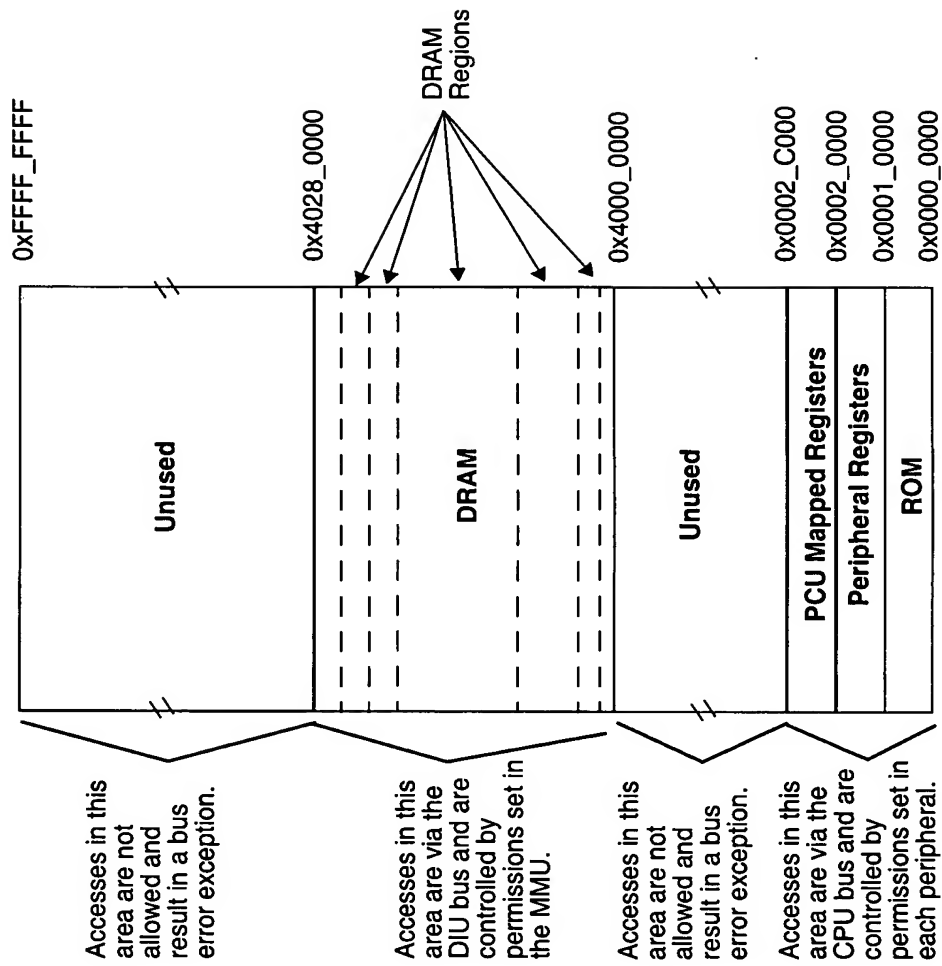 0xFFFF_FFFF
Unused
Accesses in this
area are not
allowed and
result in a bus
error exception.
0x4028_0000
DRAM
Regions
DRAM
Accesses in this
area are via the
DIU bus and are
controlled by
permissions set in
the MMU.
0x4000_0000
Unused
Accesses in this
area are not
allowed and
result in a bus
error exception.
0x0002_C000
PCU Mapped Registers
0x0002_0000
Peripheral Registers
0x0001_0000
ROM
0x0000_0000
Accesses in this
area are via the
CPU bus and are
controlled by
permissions set in
each peripheral.